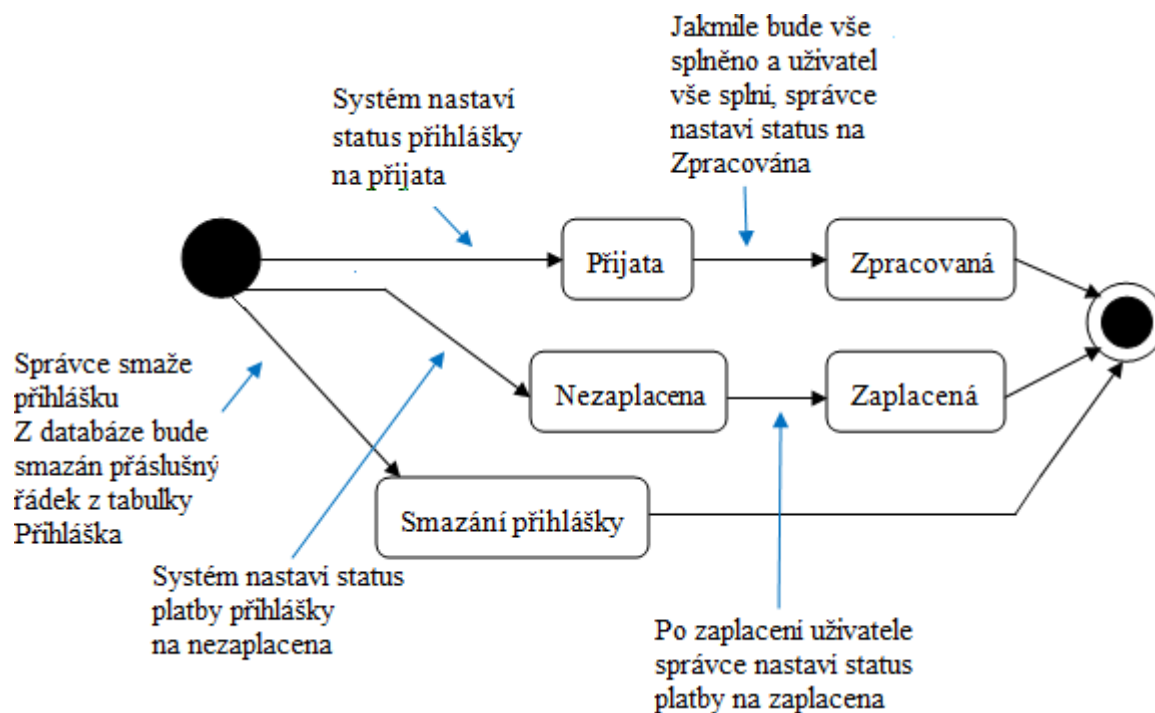 Jakmile bude vše
splněno a uživatel
vše splní, správce
nastaví status na
Zpracována
Systém nastaví
status přihlášky
na přijata
Přijata
Zpracovaná
Správce smaže
přihlášku
Z databáze bude
smazán přáslušný
řádek z tabulky
Přihláška
Nezaplacena
Zaplacená
Smazání přihlášky
Systém nastaví status
platby přihlášky
na nezaplacena
Po zaplacení uživatele
správce nastaví status
platby na zaplacena